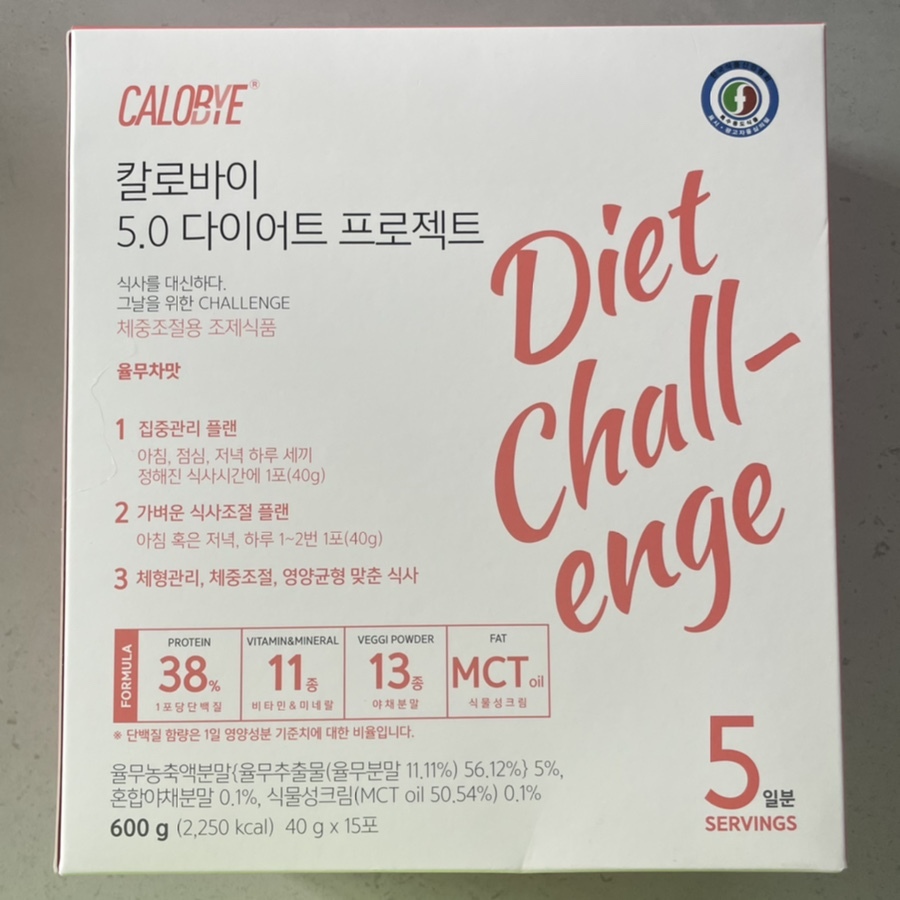 CALOBYE®
칼로바이
5.0 다이어트 프로젝트
식사를 대신하다.
그날을 위한 CHALLENGE
체중조절용 조제식품
율무차맛
1 집중관리 플랜
아침, 점심, 저녁 하루 세끼
정해진 식사시간에 1포(40g)
2 가벼운 식사조절 플랜
아침 혹은 저녁, 하루 1~2번 1포(40g)
3 체형관리, 체중조절, 영양균형 맞춘 식사
Diet
Chall-
enge
FORMULA
PROTEIN
38%
1포당단백질
VITAMIN&MINERAL
11종
비타민&미네랄
VEGGI POWDER
13종
야채분말
FAT
MCT oil
식물성크림
※ 단백질 함량은 1일 영양성분 기준치에 대한 비율입니다.
율무농축액분말{율무추출물(율무분말 11.11%) 56.12%} 5%,
혼합야채분말 0.1%, 식물성크림(MCT oil 50.54%) 0.1%
600 g (2,250 kcal) 40 g x 15포
5일분
SERVINGS